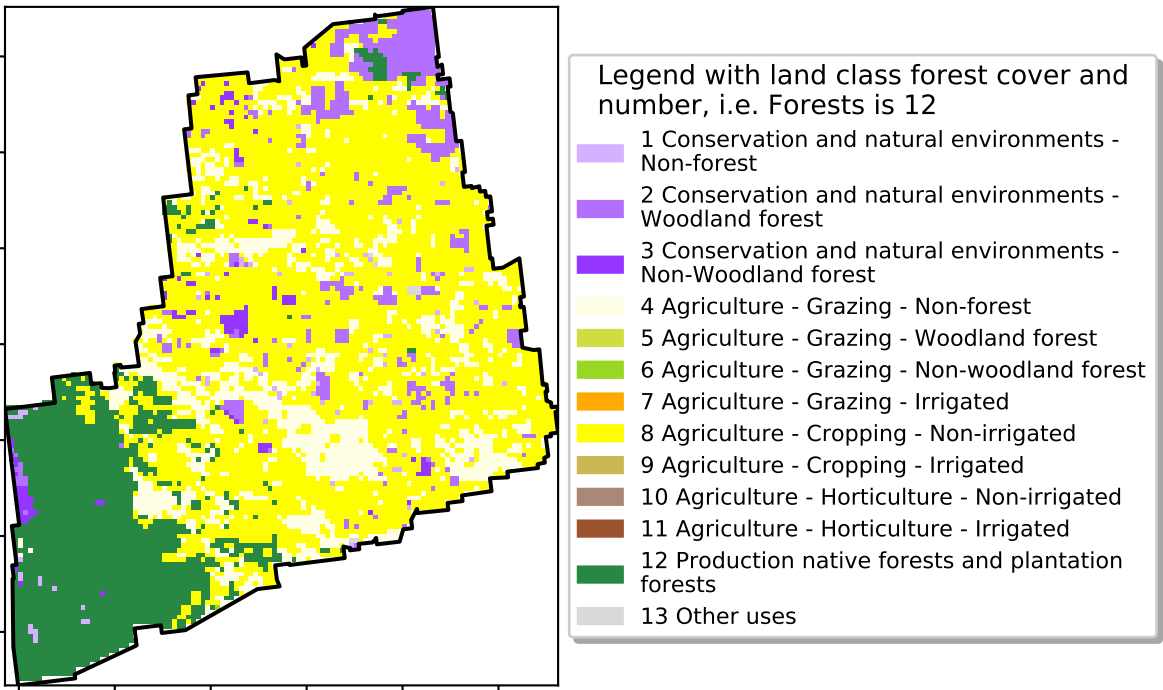 Legend with land class forest cover and
number, i.e. Forests is 12
1 Conservation and natural environments -
Non-forest
2 Conservation and natural environments -
Woodland forest
3 Conservation and natural environments -
Non-Woodland forest
4 Agriculture - Grazing - Non-forest
5 Agriculture - Grazing - Woodland forest
6 Agriculture - Grazing - Non-woodland forest
7 Agriculture - Grazing - Irrigated
8 Agriculture - Cropping - Non-irrigated
9 Agriculture - Cropping - Irrigated
10 Agriculture - Horticulture - Non-irrigated
11 Agriculture - Horticulture - Irrigated
12 Production native forests and plantation
forests
13 Other uses